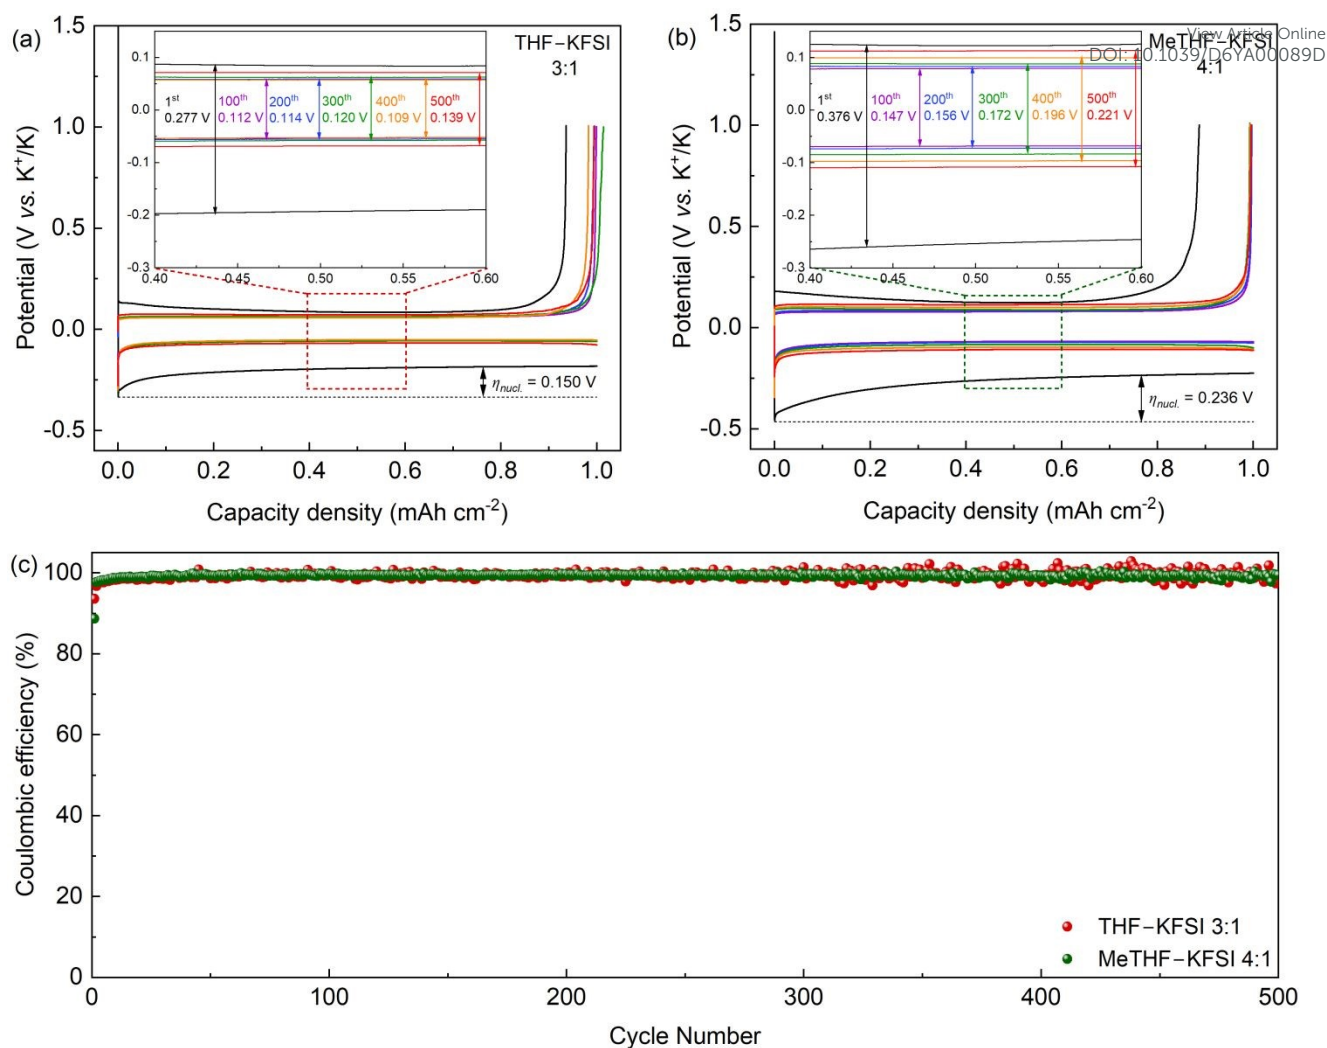 (a)
THF–KFSI
3:1
1st 100th 200th 300th 400th 500th
0.277 V 0.112 V 0.114 V 0.120 V 0.109 V 0.139 V
0.1
0.0
-0.1
-0.2
-0.3
0.40 0.45 0.50 0.55 0.60
1.5
1.0
0.5
0.0
-0.5
Potential (V vs. K+/K)
ηnucl. = 0.150 V
0.0 0.2 0.4 0.6 0.8 1.0
Capacity density (mAh cm-2)
(b)
MeTHF–KFSI
4:1
View Article Online
DOI: 10.1039/D6YA00089D
1st 100th 200th 300th 400th 500th
0.376 V 0.147 V 0.156 V 0.172 V 0.196 V 0.221 V
0.1
0.0
-0.1
-0.2
-0.3
0.40 0.45 0.50 0.55 0.60
1.5
1.0
0.5
0.0
-0.5
Potential (V vs. K+/K)
ηnucl. = 0.236 V
0.0 0.2 0.4 0.6 0.8 1.0
Capacity density (mAh cm-2)
(c)
100
80
60
40
20
0
Coulombic efficiency (%)
THF–KFSI 3:1
MeTHF–KFSI 4:1
0 100 200 300 400 500
Cycle Number